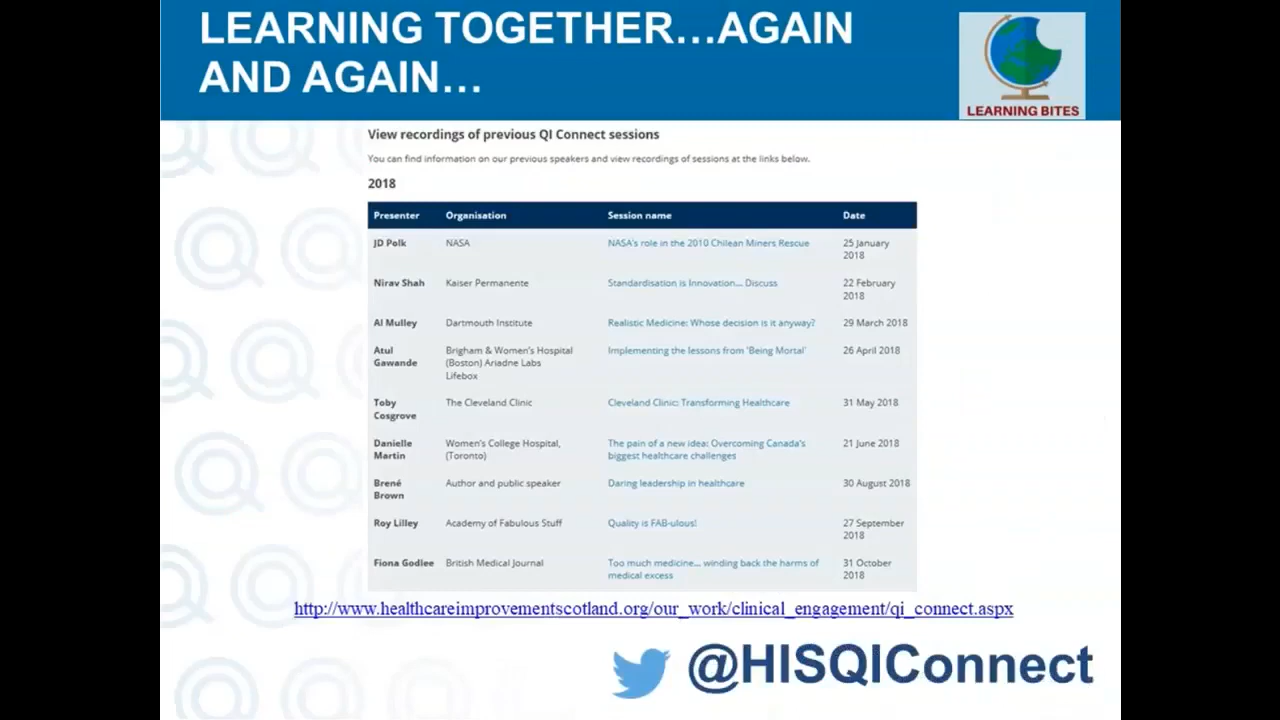 LEARNING TOGETHER…AGAIN
AND AGAIN…
LEARNING BITES
View recordings of previous QI Connect sessions
You can find information on our previous speakers and view recordings of sessions at the links below.
2018
Presenter Organisation Session name Date
JD Polk NASA NASA's role in the 2010 Chilean Miners Rescue 25 January
2018
Nirav Shah Kaiser Permanente Standardisation is Innovation... Discuss 22 February
2018
Al Mulley Dartmouth Institute Realistic Medicine: Whose decision is it anyway? 29 March 2018
Atul Brigham & Women's Hospital Implementing the lessons from 'Being Mortal' 26 April 2018
Gawande (Boston) Ariadne Labs
Lifebox
Toby The Cleveland Clinic Cleveland Clinic: Transforming Healthcare 31 May 2018
Cosgrove
Danielle Women's College Hospital, The pain of a new idea: Overcoming Canada's 21 June 2018
Martin (Toronto) biggest healthcare challenges
Brené Author and public speaker Daring leadership in healthcare 30 August 2018
Brown
Roy Lilley Academy of Fabulous Stuff Quality is FAB-ulous! 27 September
2018
Fiona Godlee British Medical Journal Too much medicine... winding back the harms of 31 October
medical excess 2018
http://www.healthcareimprovementscotland.org/our_work/clinical_engagement/qi_connect.aspx
@HISQIConnect